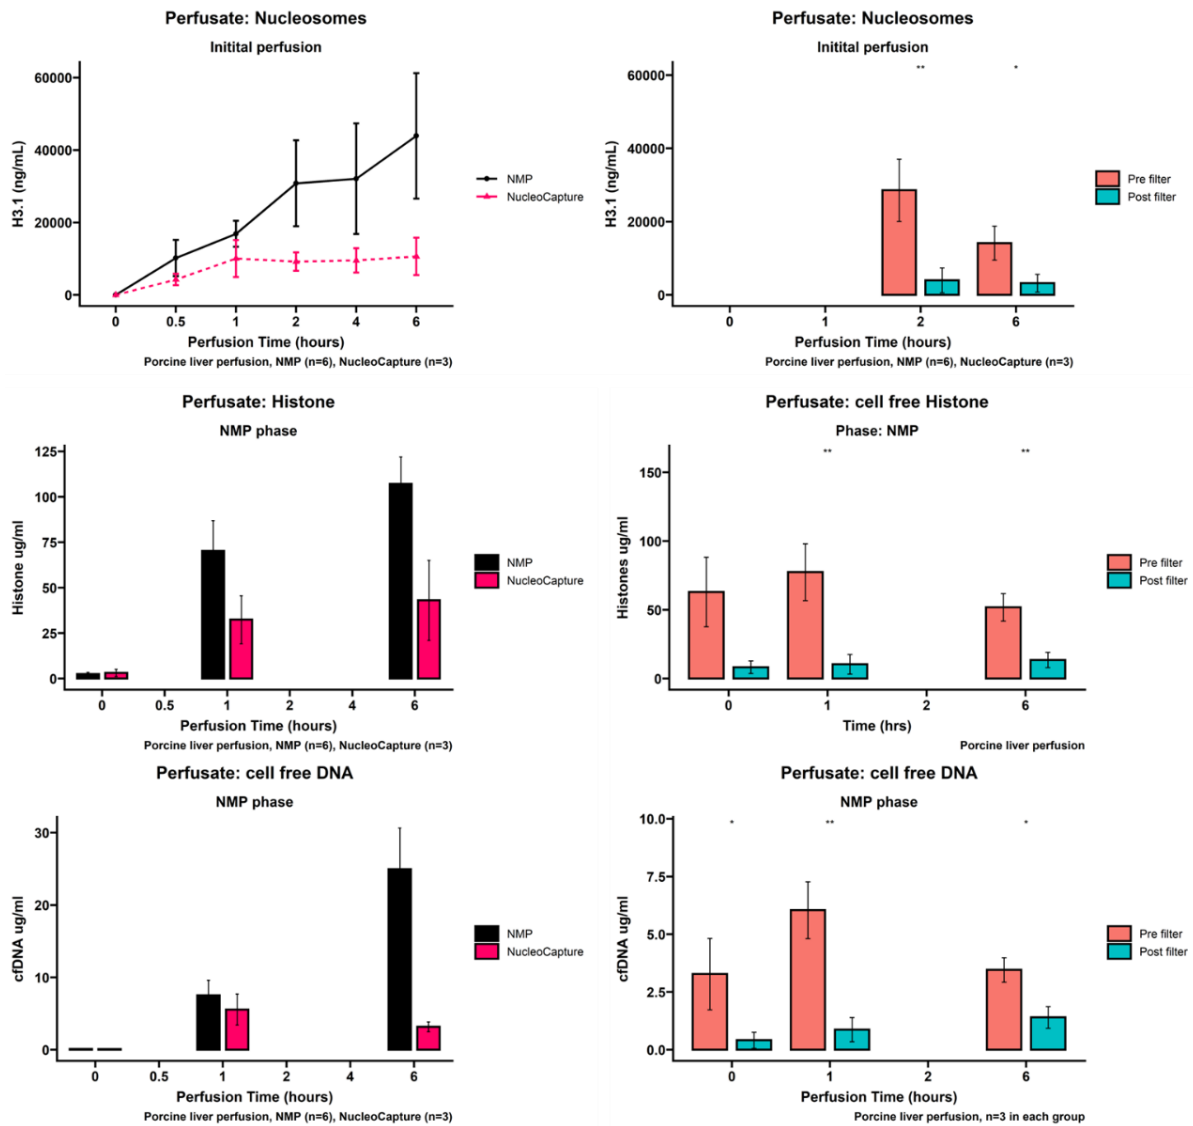 Perfusate: Nucleosomes
Initital perfusion
60000
40000
20000
0
H3.1 (ng/mL)
NMP
NucleoCapture
0 0.5 1 2 4 6
Perfusion Time (hours)
Porcine liver perfusion, NMP (n=6), NucleoCapture (n=3)
Perfusate: Nucleosomes
Initital perfusion
** *
60000
40000
20000
0
H3.1 (ng/mL)
Pre filter
Post filter
0 1 2 6
Perfusion Time (hours)
Porcine liver perfusion, NMP (n=6), NucleoCapture (n=3)
Perfusate: Histone
NMP phase
125
100
75
50
25
0
Histone ug/ml
NMP
NucleoCapture
0 0.5 1 2 4 6
Perfusion Time (hours)
Porcine liver perfusion, NMP (n=6), NucleoCapture (n=3)
Perfusate: cell free Histone
Phase: NMP
** **
150
100
50
0
Histones ug/ml
Pre filter
Post filter
0 1 2 6
Time (hrs)
Porcine liver perfusion
Perfusate: cell free DNA
NMP phase
30
20
10
0
cfDNA ug/ml
NMP
NucleoCapture
0 0.5 1 2 4 6
Perfusion Time (hours)
Porcine liver perfusion, NMP (n=6), NucleoCapture (n=3)
Perfusate: cell free DNA
NMP phase
* ** *
10.0
7.5
5.0
2.5
0.0
cfDNA ug/ml
Pre filter
Post filter
0 1 2 6
Perfusion Time (hours)
Porcine liver perfusion, n=3 in each group